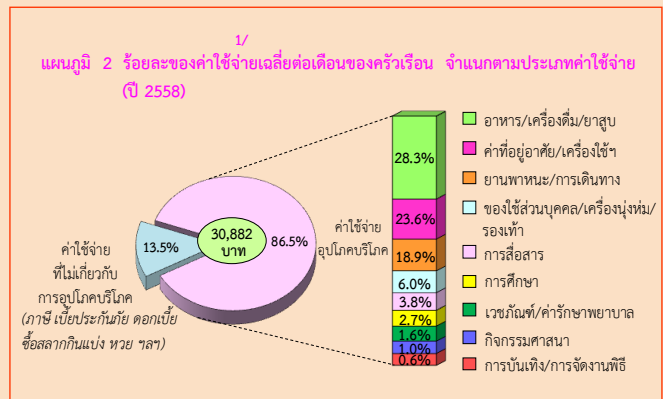 1/
แผนภูมิ 2 ร้อยละของค่าใช้จ่ายเฉลี่ยต่อเดือนของครัวเรือน จำแนกตามประเภทค่าใช้จ่าย
(ปี 2558)
30,882
บาท
86.5%
13.5%
ค่าใช้จ่าย
ที่ไม่เกี่ยวกับ
การอุปโภคบริโภค
(ภาษี เบี้ยประกันภัย ดอกเบี้ย
ซื้อสลากกินแบ่ง หวย ฯลฯ)
ค่าใช้จ่าย
อุปโภคบริโภค
28.3%
23.6%
18.9%
6.0%
3.8%
2.7%
1.6%
1.0%
0.6%
อาหาร/เครื่องดื่ม/ยาสูบ
ค่าที่อยู่อาศัย/เครื่องใช้ฯ
ยานพาหนะ/การเดินทาง
ของใช้ส่วนบุคคล/เครื่องนุ่งห่ม/
รองเท้า
การสื่อสาร
การศึกษา
เวชภัณฑ์/ค่ารักษาพยาบาล
กิจกรรมศาสนา
การบันเทิง/การจัดงานพิธี